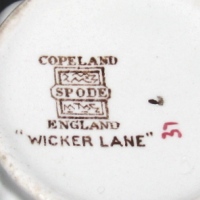 COPELAND
SPODE
ENGLAND
"WICKER LANE"